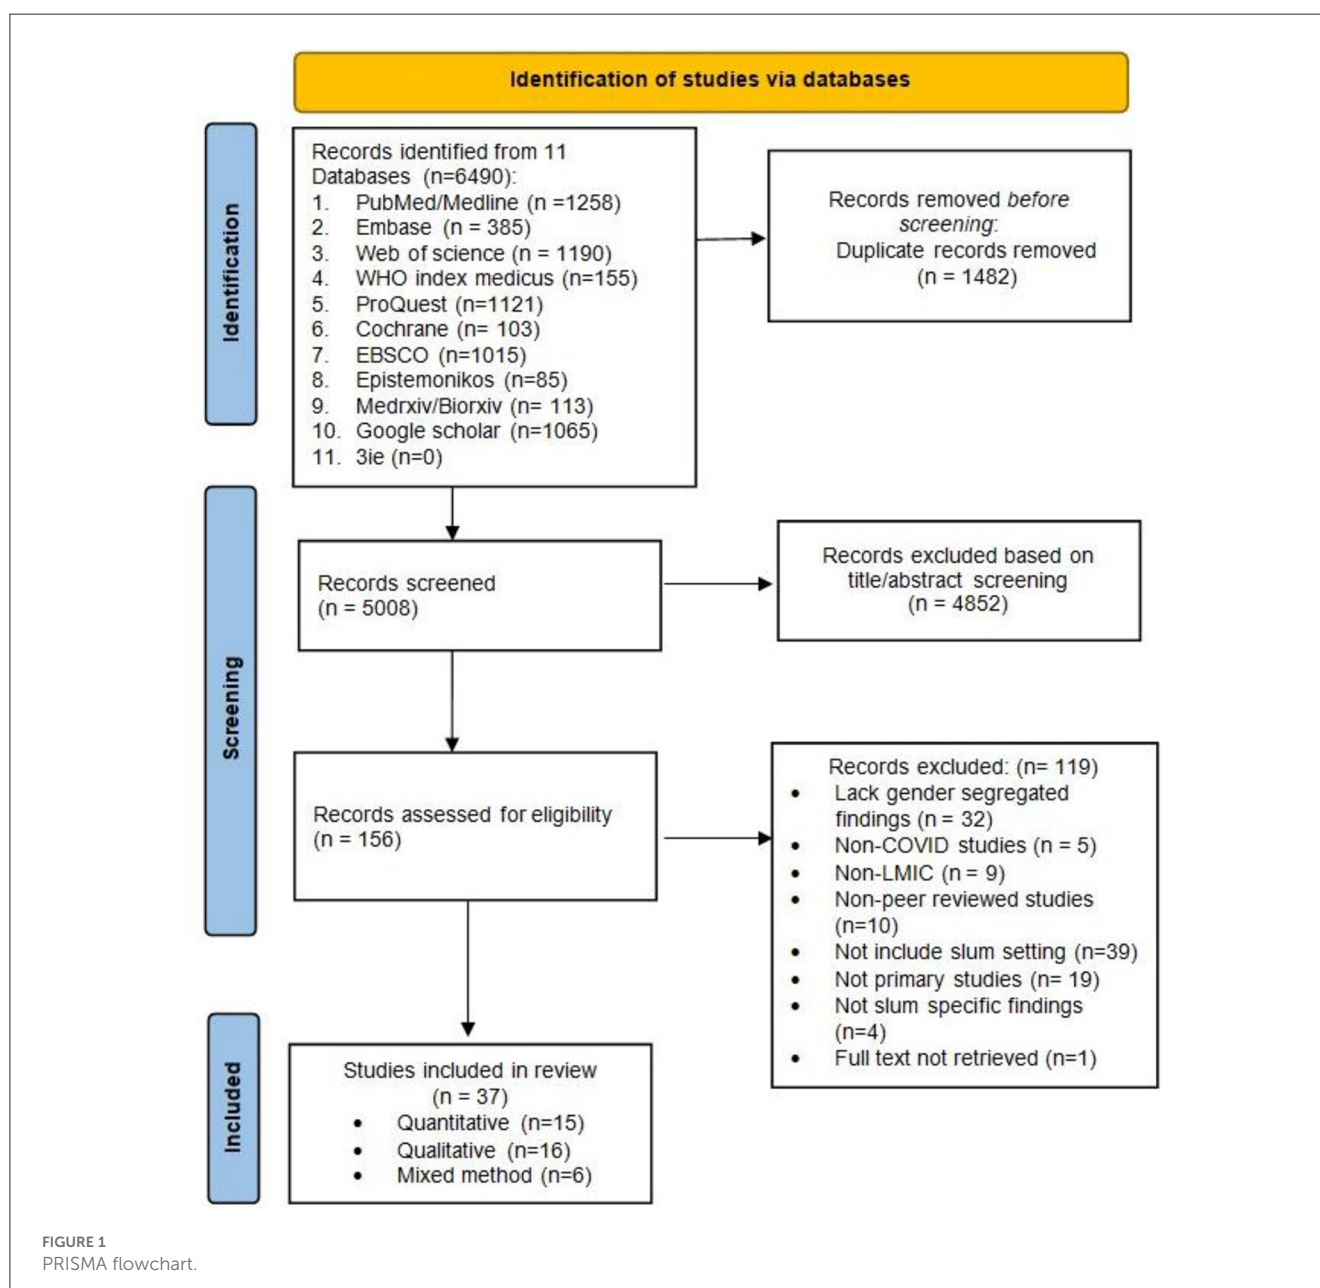 Identification of studies via databases
Identification
Records identified from 11
Databases (n=6490):
1. PubMed/Medline (n =1258)
2. Embase (n = 385)
3. Web of science (n = 1190)
4. WHO index medicus (n=155)
5. ProQuest (n=1121)
6. Cochrane (n= 103)
7. EBSCO (n=1015)
8. Epistemonikos (n=85)
9. Medrxiv/Biorxiv (n= 113)
10. Google scholar (n=1065)
11. 3ie (n=0)
Records removed before
screening:
Duplicate records removed
(n = 1482)
Screening
Records screened
(n = 5008)
Records excluded based on
title/abstract screening
(n = 4852)
Records assessed for eligibility
(n = 156)
Records excluded: (n= 119)
• Lack gender segregated
findings (n = 32)
• Non-COVID studies (n = 5)
• Non-LMIC (n = 9)
• Non-peer reviewed studies
(n=10)
• Not include slum setting (n=39)
• Not primary studies (n= 19)
• Not slum specific findings
(n=4)
• Full text not retrieved (n=1)
Included
Studies included in review
(n = 37)
• Quantitative (n=15)
• Qualitative (n=16)
• Mixed method (n=6)
FIGURE 1
PRISMA flowchart.